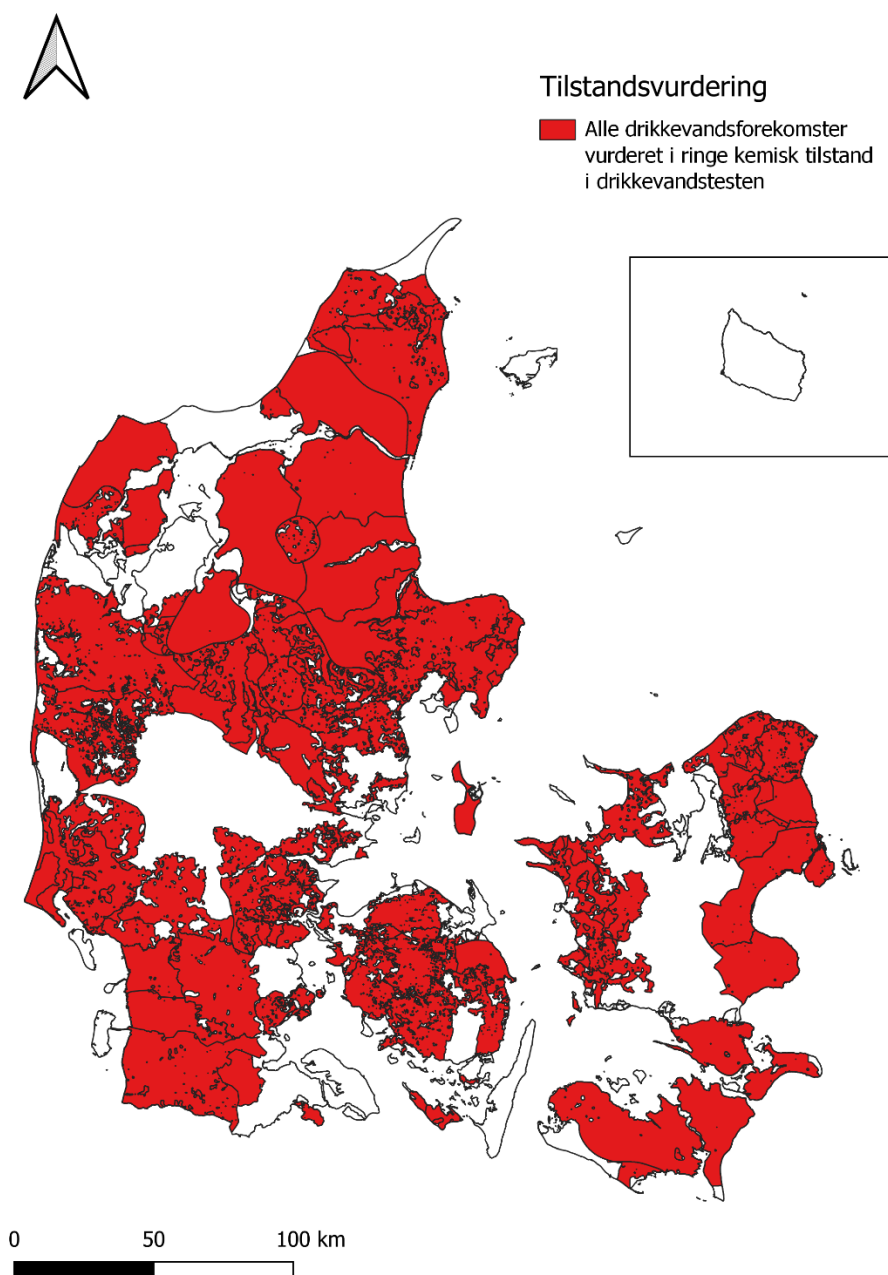 Tilstandsvurdering
Alle drikkevandsforekomster
vurderet i ringe kemisk tilstand
i drikkevandstesten
0 50 100 km